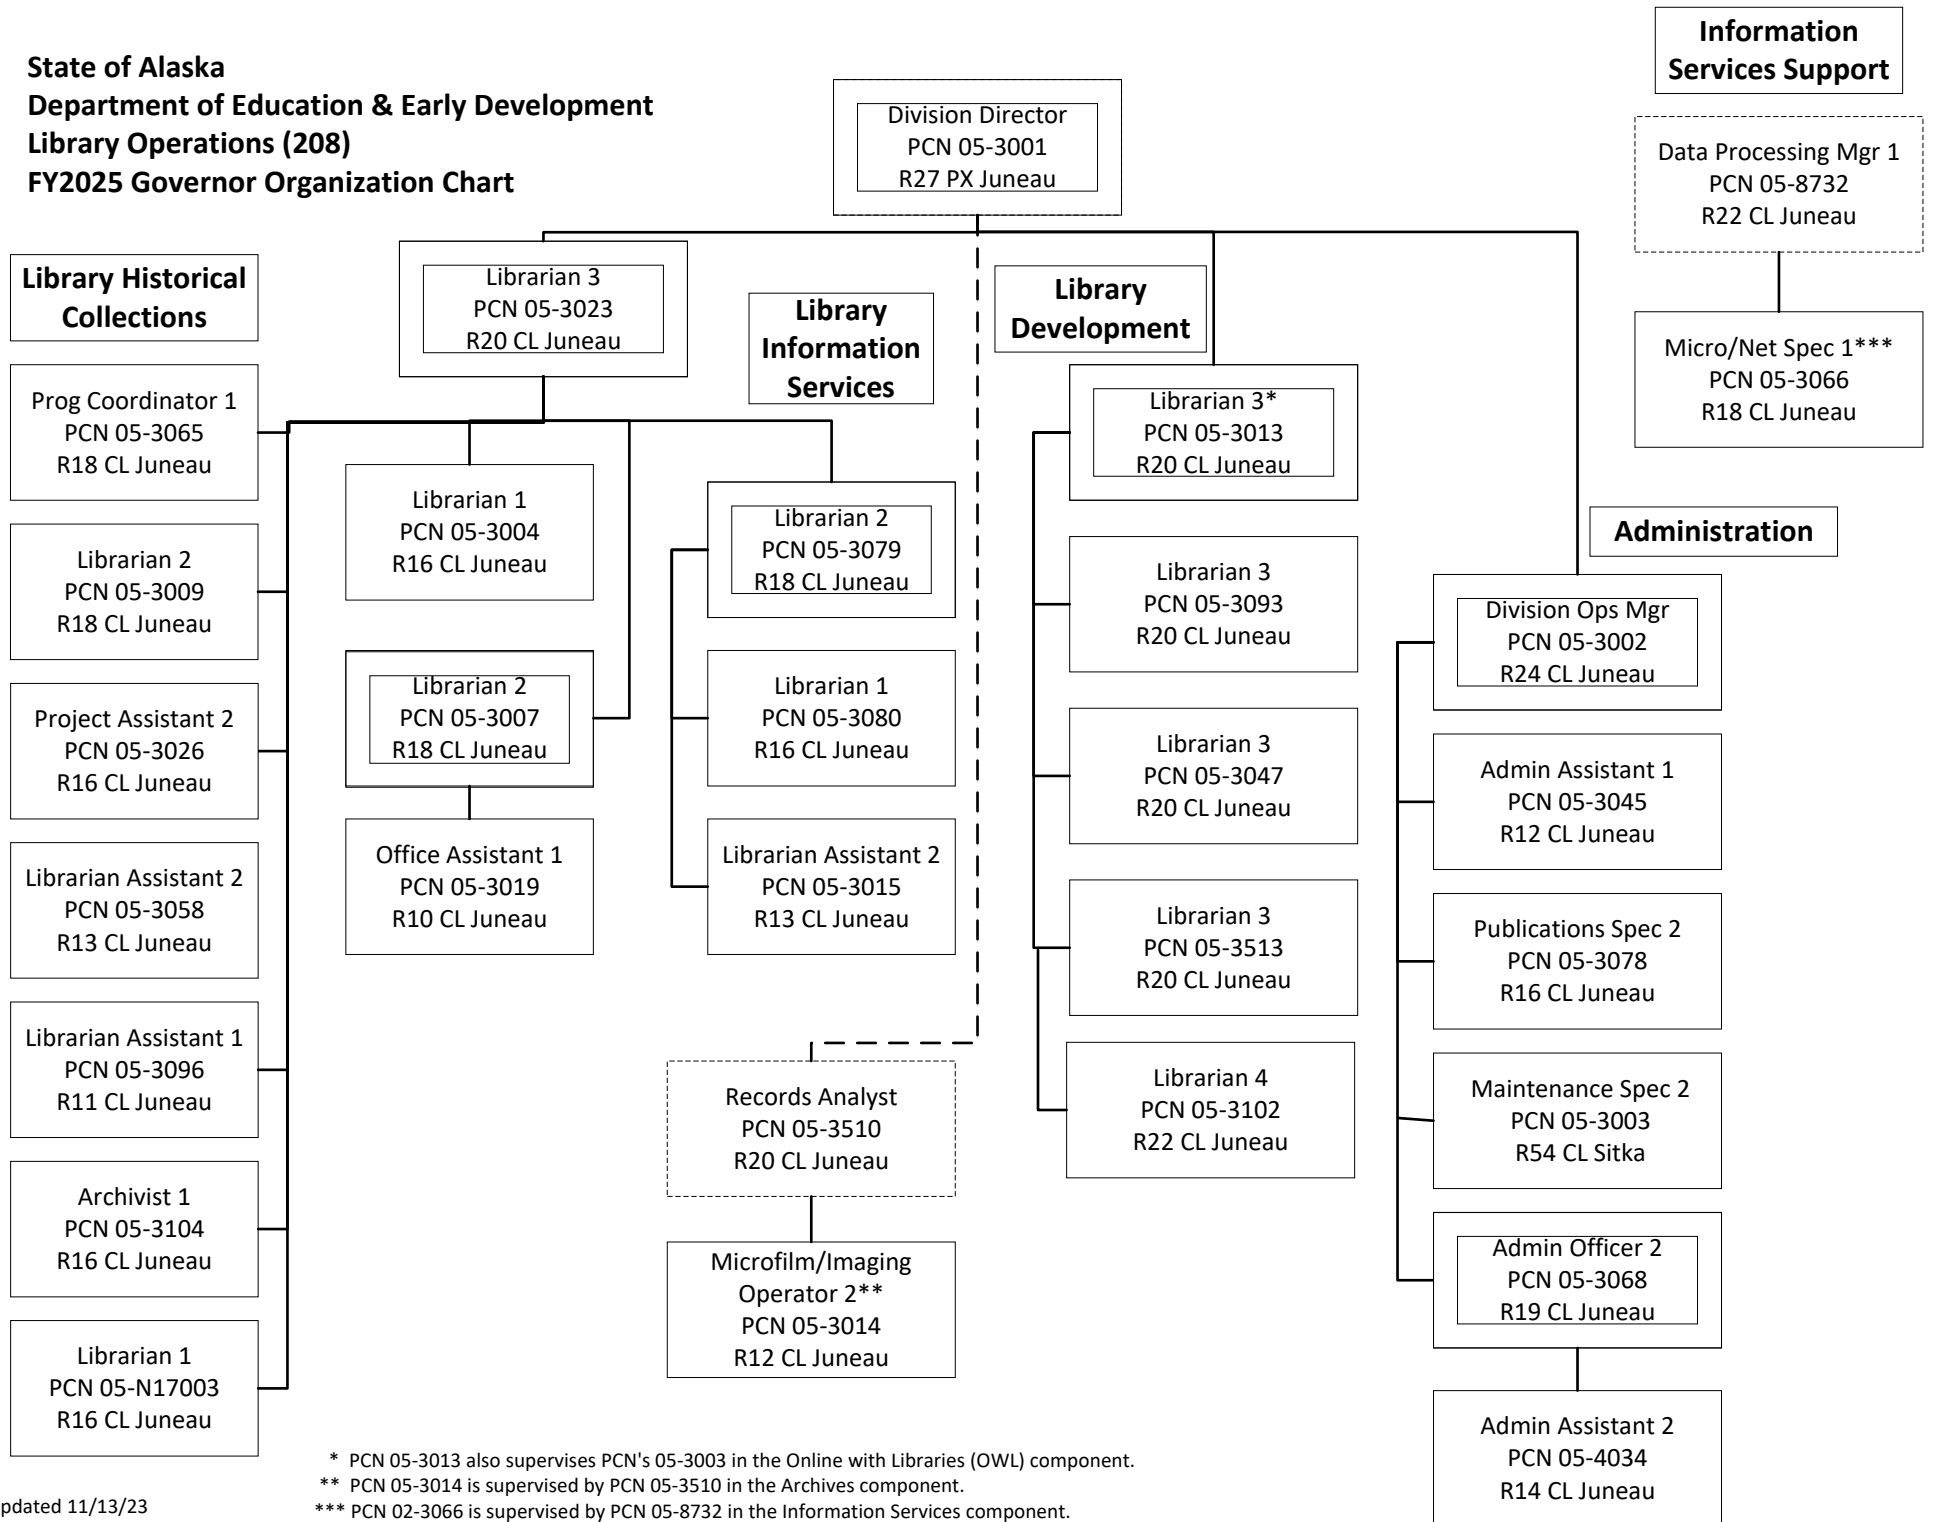 State of Alaska
Department of Education & Early Development
Library Operations (208)
FY2025 Governor Organization Chart
Division Director
PCN 05-3001
R27 PX Juneau
Information
Services Support
Data Processing Mgr 1
PCN 05-8732
R22 CL Juneau
Micro/Net Spec 1***
PCN 05-3066
R18 CL Juneau
Library Historical
Collections
Prog Coordinator 1
PCN 05-3065
R18 CL Juneau
Librarian 2
PCN 05-3009
R18 CL Juneau
Project Assistant 2
PCN 05-3026
R16 CL Juneau
Librarian Assistant 2
PCN 05-3058
R13 CL Juneau
Librarian Assistant 1
PCN 05-3096
R11 CL Juneau
Archivist 1
PCN 05-3104
R16 CL Juneau
Librarian 1
PCN 05-N17003
R16 CL Juneau
Librarian 3
PCN 05-3023
R20 CL Juneau
Librarian 1
PCN 05-3004
R16 CL Juneau
Librarian 2
PCN 05-3007
R18 CL Juneau
Office Assistant 1
PCN 05-3019
R10 CL Juneau
Library
Information
Services
Librarian 2
PCN 05-3079
R18 CL Juneau
Librarian 1
PCN 05-3080
R16 CL Juneau
Librarian Assistant 2
PCN 05-3015
R13 CL Juneau
Records Analyst
PCN 05-3510
R20 CL Juneau
Microfilm/Imaging
Operator 2**
PCN 05-3014
R12 CL Juneau
Library
Development
Librarian 3*
PCN 05-3013
R20 CL Juneau
Librarian 3
PCN 05-3093
R20 CL Juneau
Librarian 3
PCN 05-3047
R20 CL Juneau
Librarian 3
PCN 05-3513
R20 CL Juneau
Librarian 4
PCN 05-3102
R22 CL Juneau
Administration
Division Ops Mgr
PCN 05-3002
R24 CL Juneau
Admin Assistant 1
PCN 05-3045
R12 CL Juneau
Publications Spec 2
PCN 05-3078
R16 CL Juneau
Maintenance Spec 2
PCN 05-3003
R54 CL Sitka
Admin Officer 2
PCN 05-3068
R19 CL Juneau
Admin Assistant 2
PCN 05-4034
R14 CL Juneau
* PCN 05-3013 also supervises PCN's 05-3003 in the Online with Libraries (OWL) component.
** PCN 05-3014 is supervised by PCN 05-3510 in the Archives component.
*** PCN 02-3066 is supervised by PCN 05-8732 in the Information Services component.
pdated 11/13/23